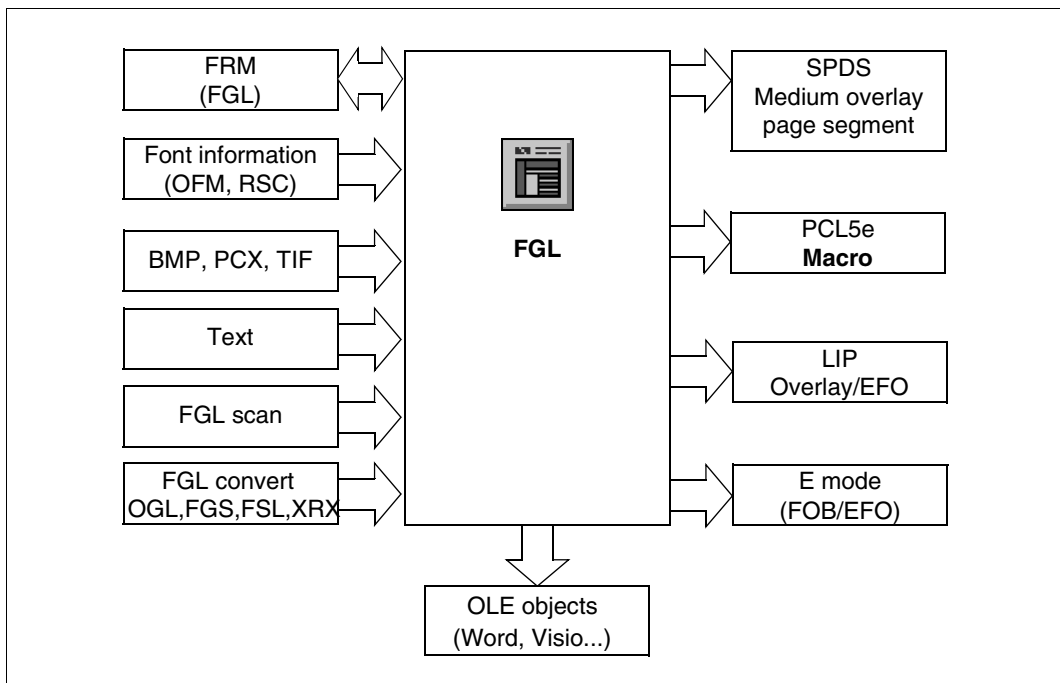 FRM
(FGL)
Font information
(OFM, RSC)
BMP, PCX, TIF
Text
FGL scan
FGL convert
OGL,FGS,FSL,XRX
FGL
SPDS
Medium overlay
page segment
PCL5e
Macro
LIP
Overlay/EFO
E mode
(FOB/EFO)
OLE objects
(Word, Visio...)